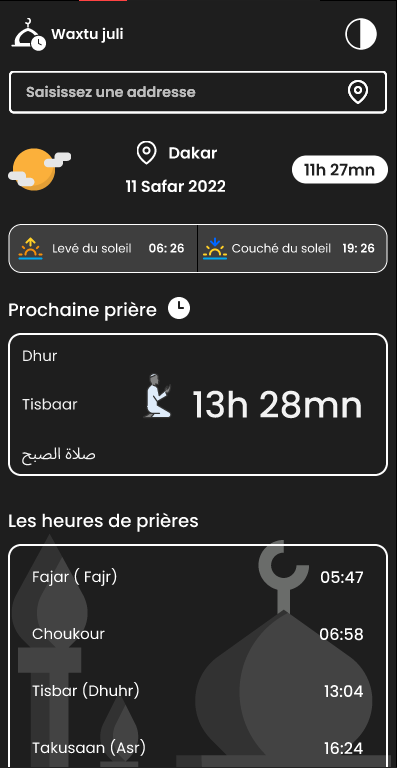 Waxtu juli
Saisissez une addresse
Dakar
11 Safar 2022
11h 27mn
Levé du soleil 06: 26
Couché du soleil 19: 26
Prochaine prière
Dhur
Tisbaar
صلاة الصبح
13h 28mn
Les heures de prières
Fajar ( Fajr) 05:47
Choukour 06:58
Tisbar (Dhuhr) 13:04
Takusaan (Asr) 16:24